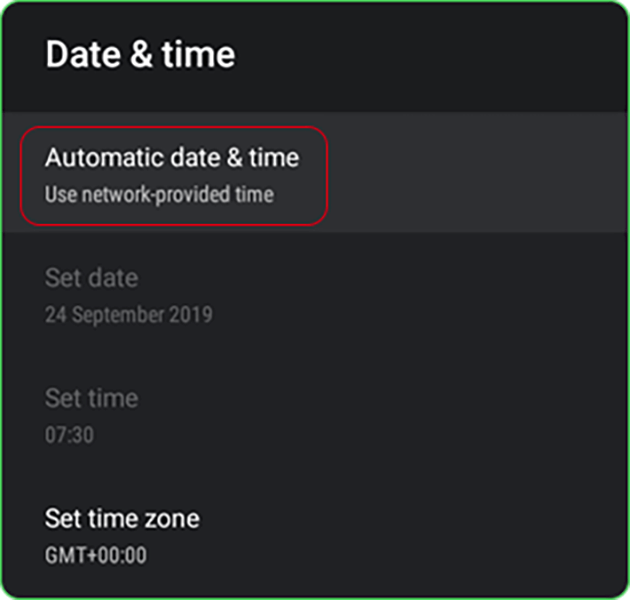 Date & time
Automatic date & time
Use network-provided time
Set date
24 September 2019
Set time
07:30
Set time zone
GMT+00:00